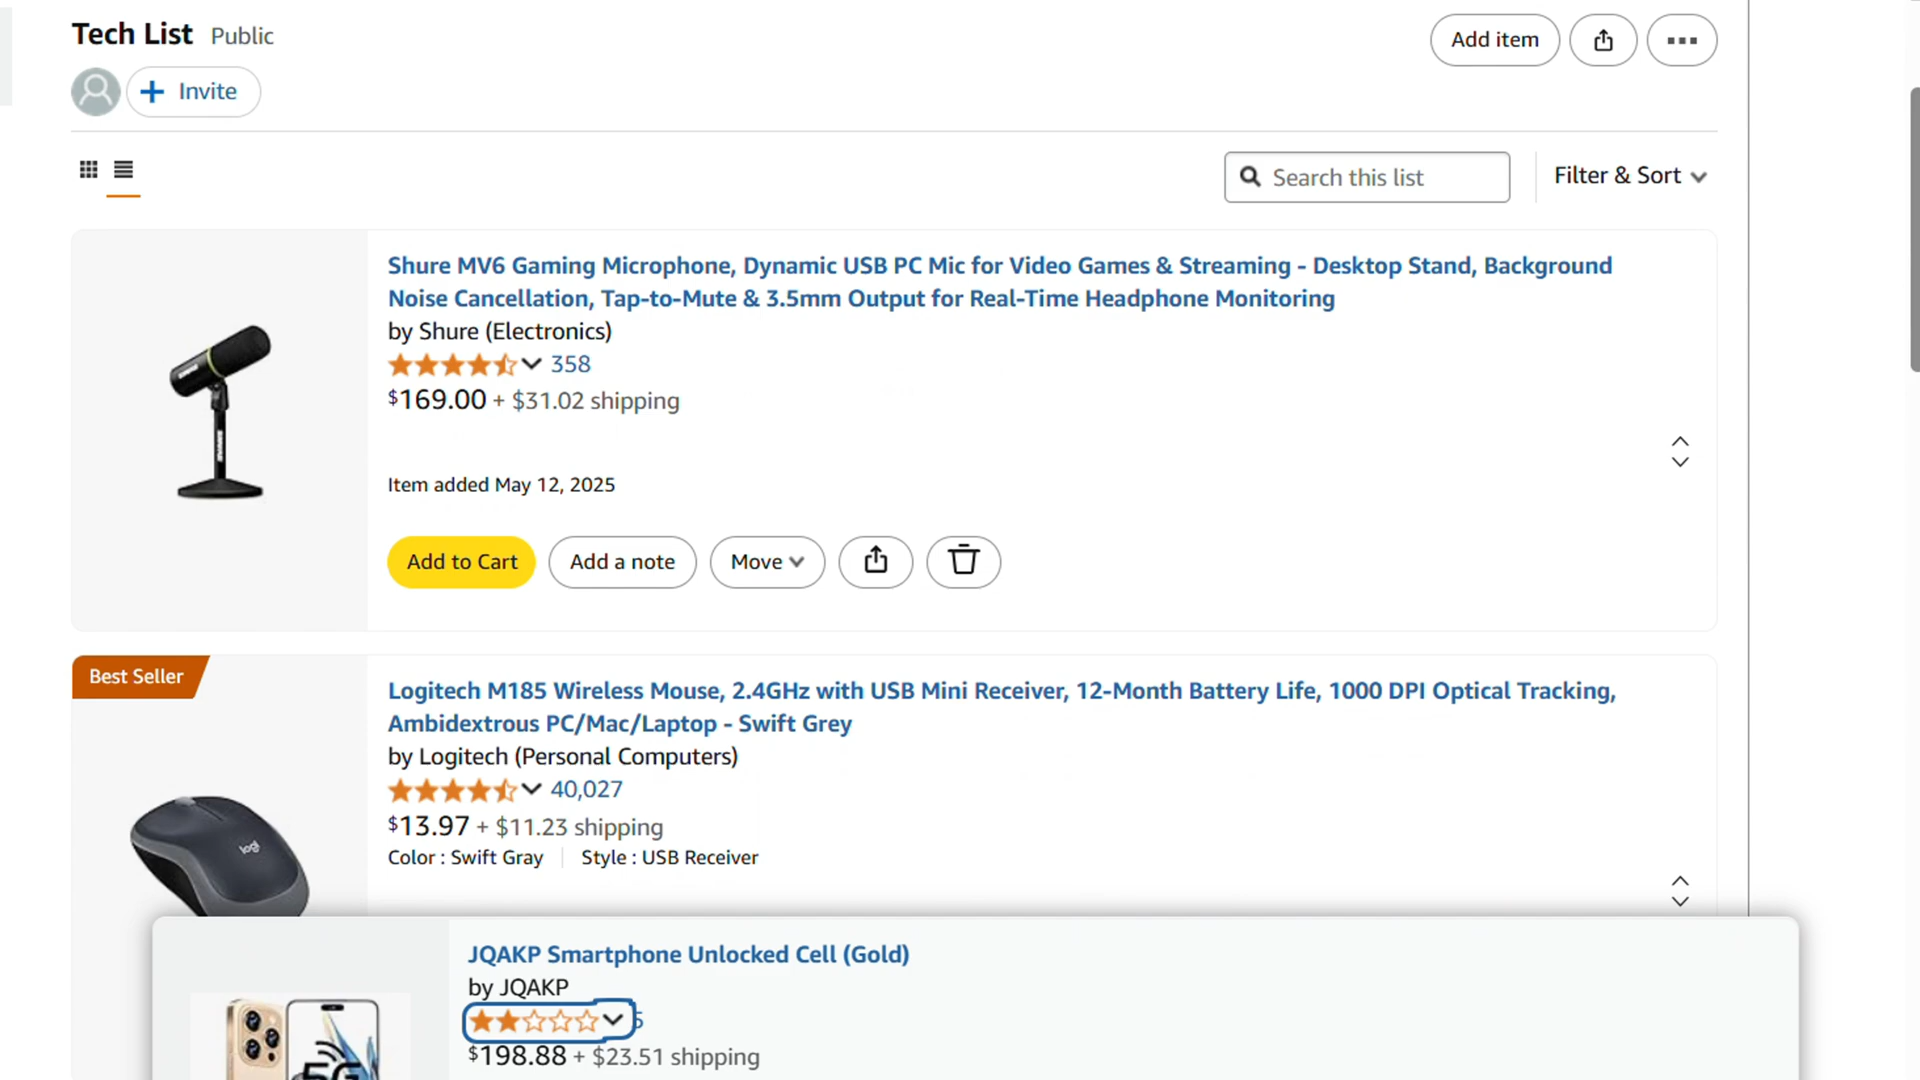 Tech List Public
Add item
Invite
Search this list
Filter & Sort
Shure MV6 Gaming Microphone, Dynamic USB PC Mic for Video Games & Streaming - Desktop Stand, Background
Noise Cancellation, Tap-to-Mute & 3.5mm Output for Real-Time Headphone Monitoring
by Shure (Electronics)
358
$169.00 + $31.02 shipping
Item added May 12, 2025
Add to Cart
Add a note
Move
Best Seller
Logitech M185 Wireless Mouse, 2.4GHz with USB Mini Receiver, 12-Month Battery Life, 1000 DPI Optical Tracking,
Ambidextrous PC/Mac/Laptop - Swift Grey
by Logitech (Personal Computers)
40,027
$13.97 + $11.23 shipping
Color : Swift Gray Style : USB Receiver
logi
JQAKP Smartphone Unlocked Cell (Gold)
by JQAKP
$198.88 + $23.51 shipping
5G